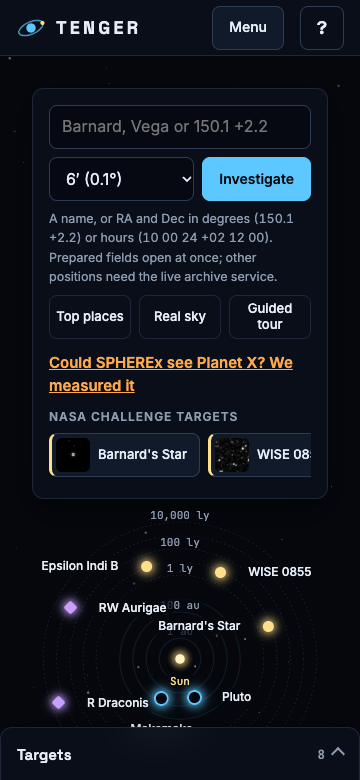 TENGER
Menu
?
Barnard, Vega or 150.1 +2.2
6′ (0.1°)
Investigate
A name, or RA and Dec in degrees (150.1
+2.2) or hours (10 00 24 +02 12 00).
Prepared fields open at once; other
positions need the live archive service.
Top places
Real sky
Guided
tour
Could SPHEREx see Planet X? We
measured it
NASA CHALLENGE TARGETS
Barnard's Star
WISE 085
10,000 ly
100 ly
Epsilon Indi B
1 ly
WISE 0855
RW Aurigae
0 au
Barnard's Star
1 au
Sun
R Draconis
Pluto
Makemake
Targets
8